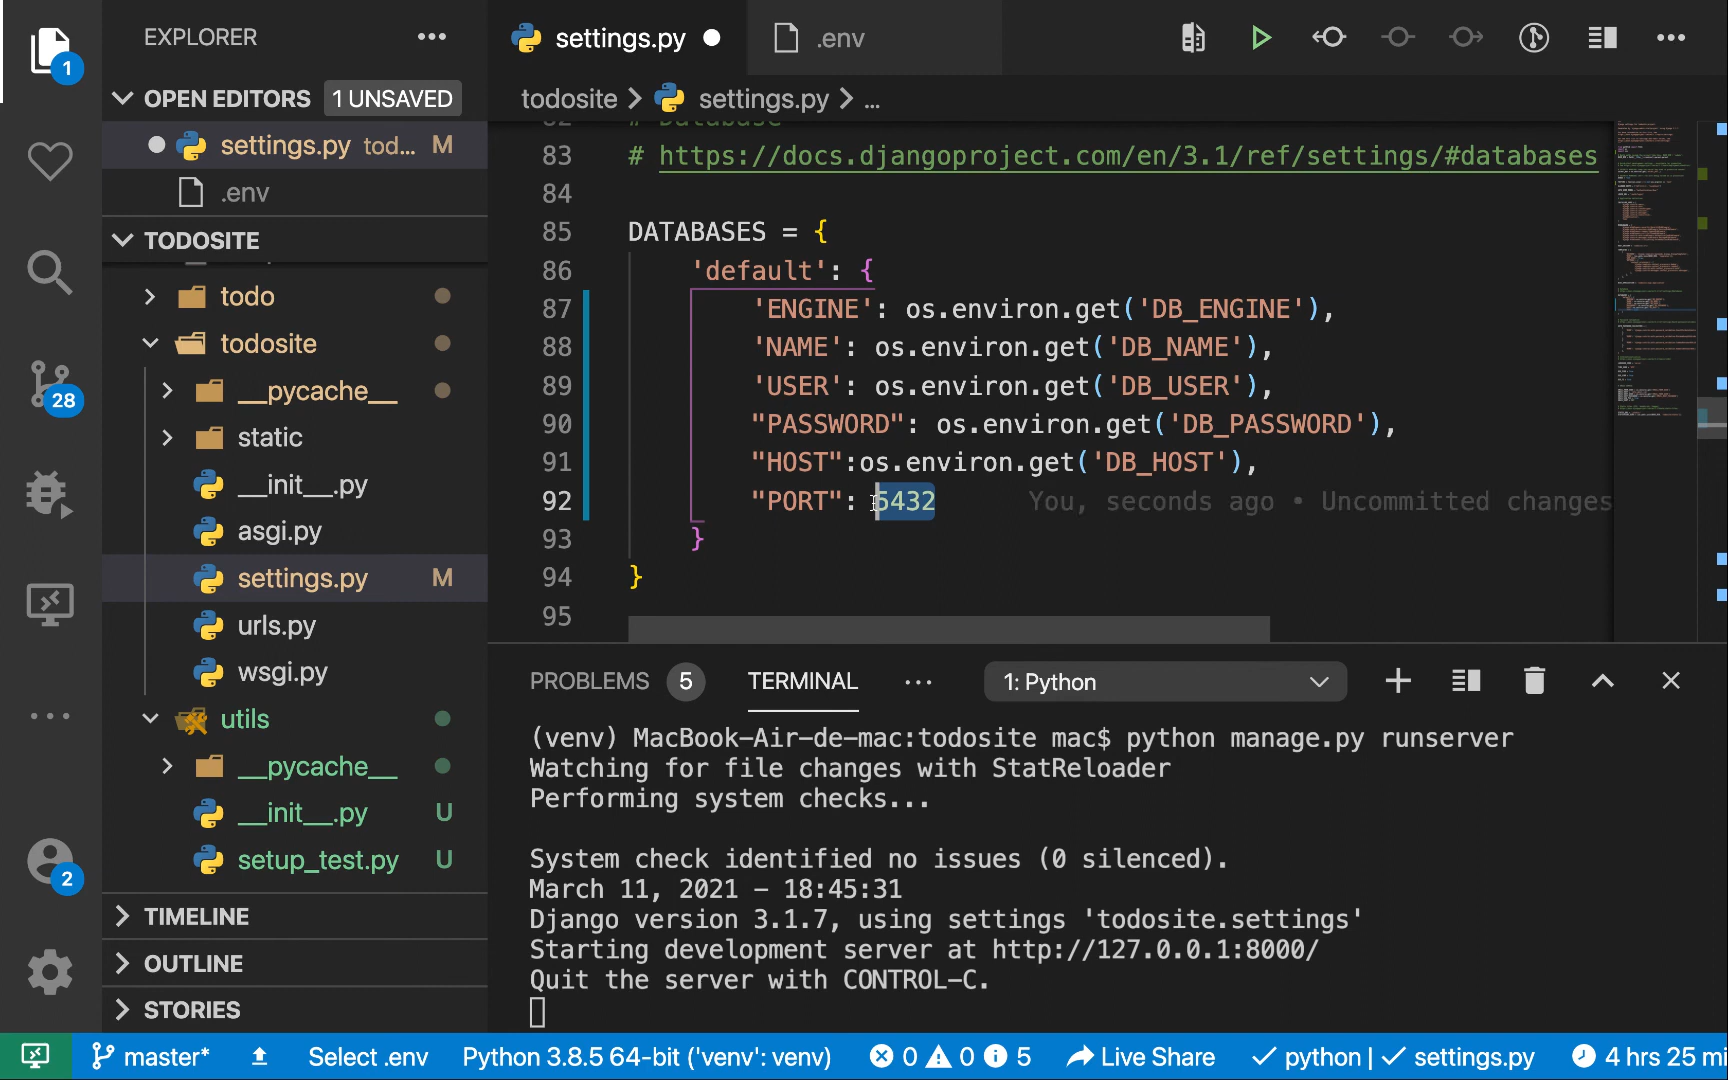 EXPLORER
OPEN EDITORS 1 UNSAVED
settings.py tod... M
.env
TODOSITE
todo
todosite
__pycache__
static
__init__.py
asgi.py
settings.py M
urls.py
wsgi.py
utils
__pycache__
__init__.py U
setup_test.py U
TIMELINE
OUTLINE
STORIES
1
28
2
settings.py
.env
todosite > settings.py > ...
82 # Database
83 # https://docs.djangoproject.com/en/3.1/ref/settings/#databases
84
85 DATABASES = {
86 'default': {
87 'ENGINE': os.environ.get('DB_ENGINE'),
88 'NAME': os.environ.get('DB_NAME'),
89 'USER': os.environ.get('DB_USER'),
90 "PASSWORD": os.environ.get('DB_PASSWORD'),
91 "HOST":os.environ.get('DB_HOST'),
92 "PORT": 5432 You, seconds ago • Uncommitted changes
93 }
94 }
95
PROBLEMS 5 TERMINAL ... 1: Python
(venv) MacBook-Air-de-mac:todosite mac$ python manage.py runserver
Watching for file changes with StatReloader
Performing system checks...
System check identified no issues (0 silenced).
March 11, 2021 - 18:45:31
Django version 3.1.7, using settings 'todosite.settings'
Starting development server at http://127.0.0.1:8000/
Quit the server with CONTROL-C.
master* Select .env Python 3.8.5 64-bit ('venv': venv) 0 0 5 Live Share python | settings.py 4 hrs 25 mi